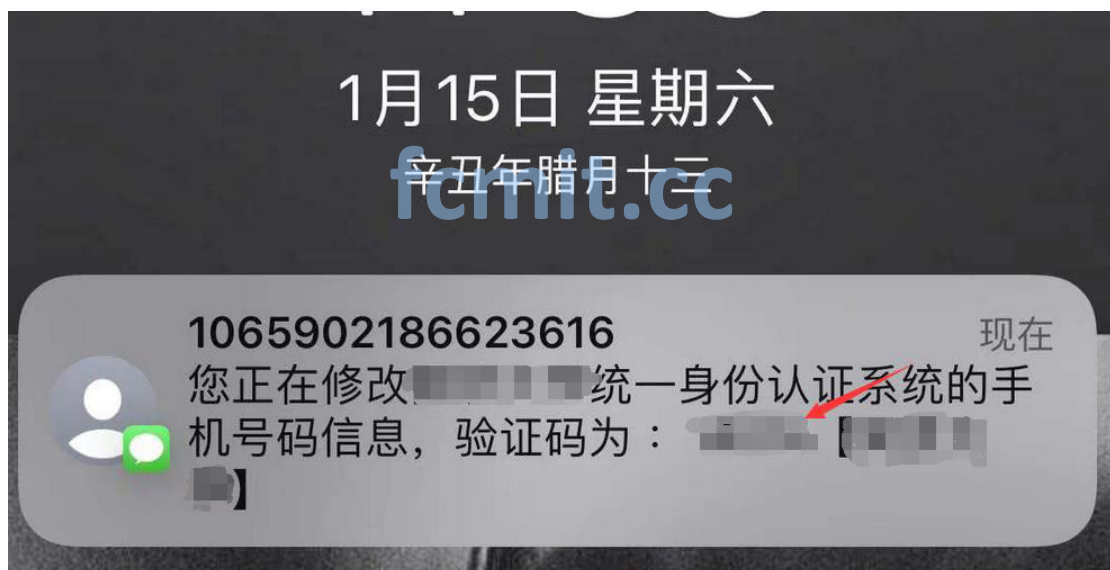 1月15日 星期六
辛丑年腊月十三
fcmit.cc
1065902186623616
现在
您正在修改统一身份认证系统的手
机号码信息，验证码为：【
】